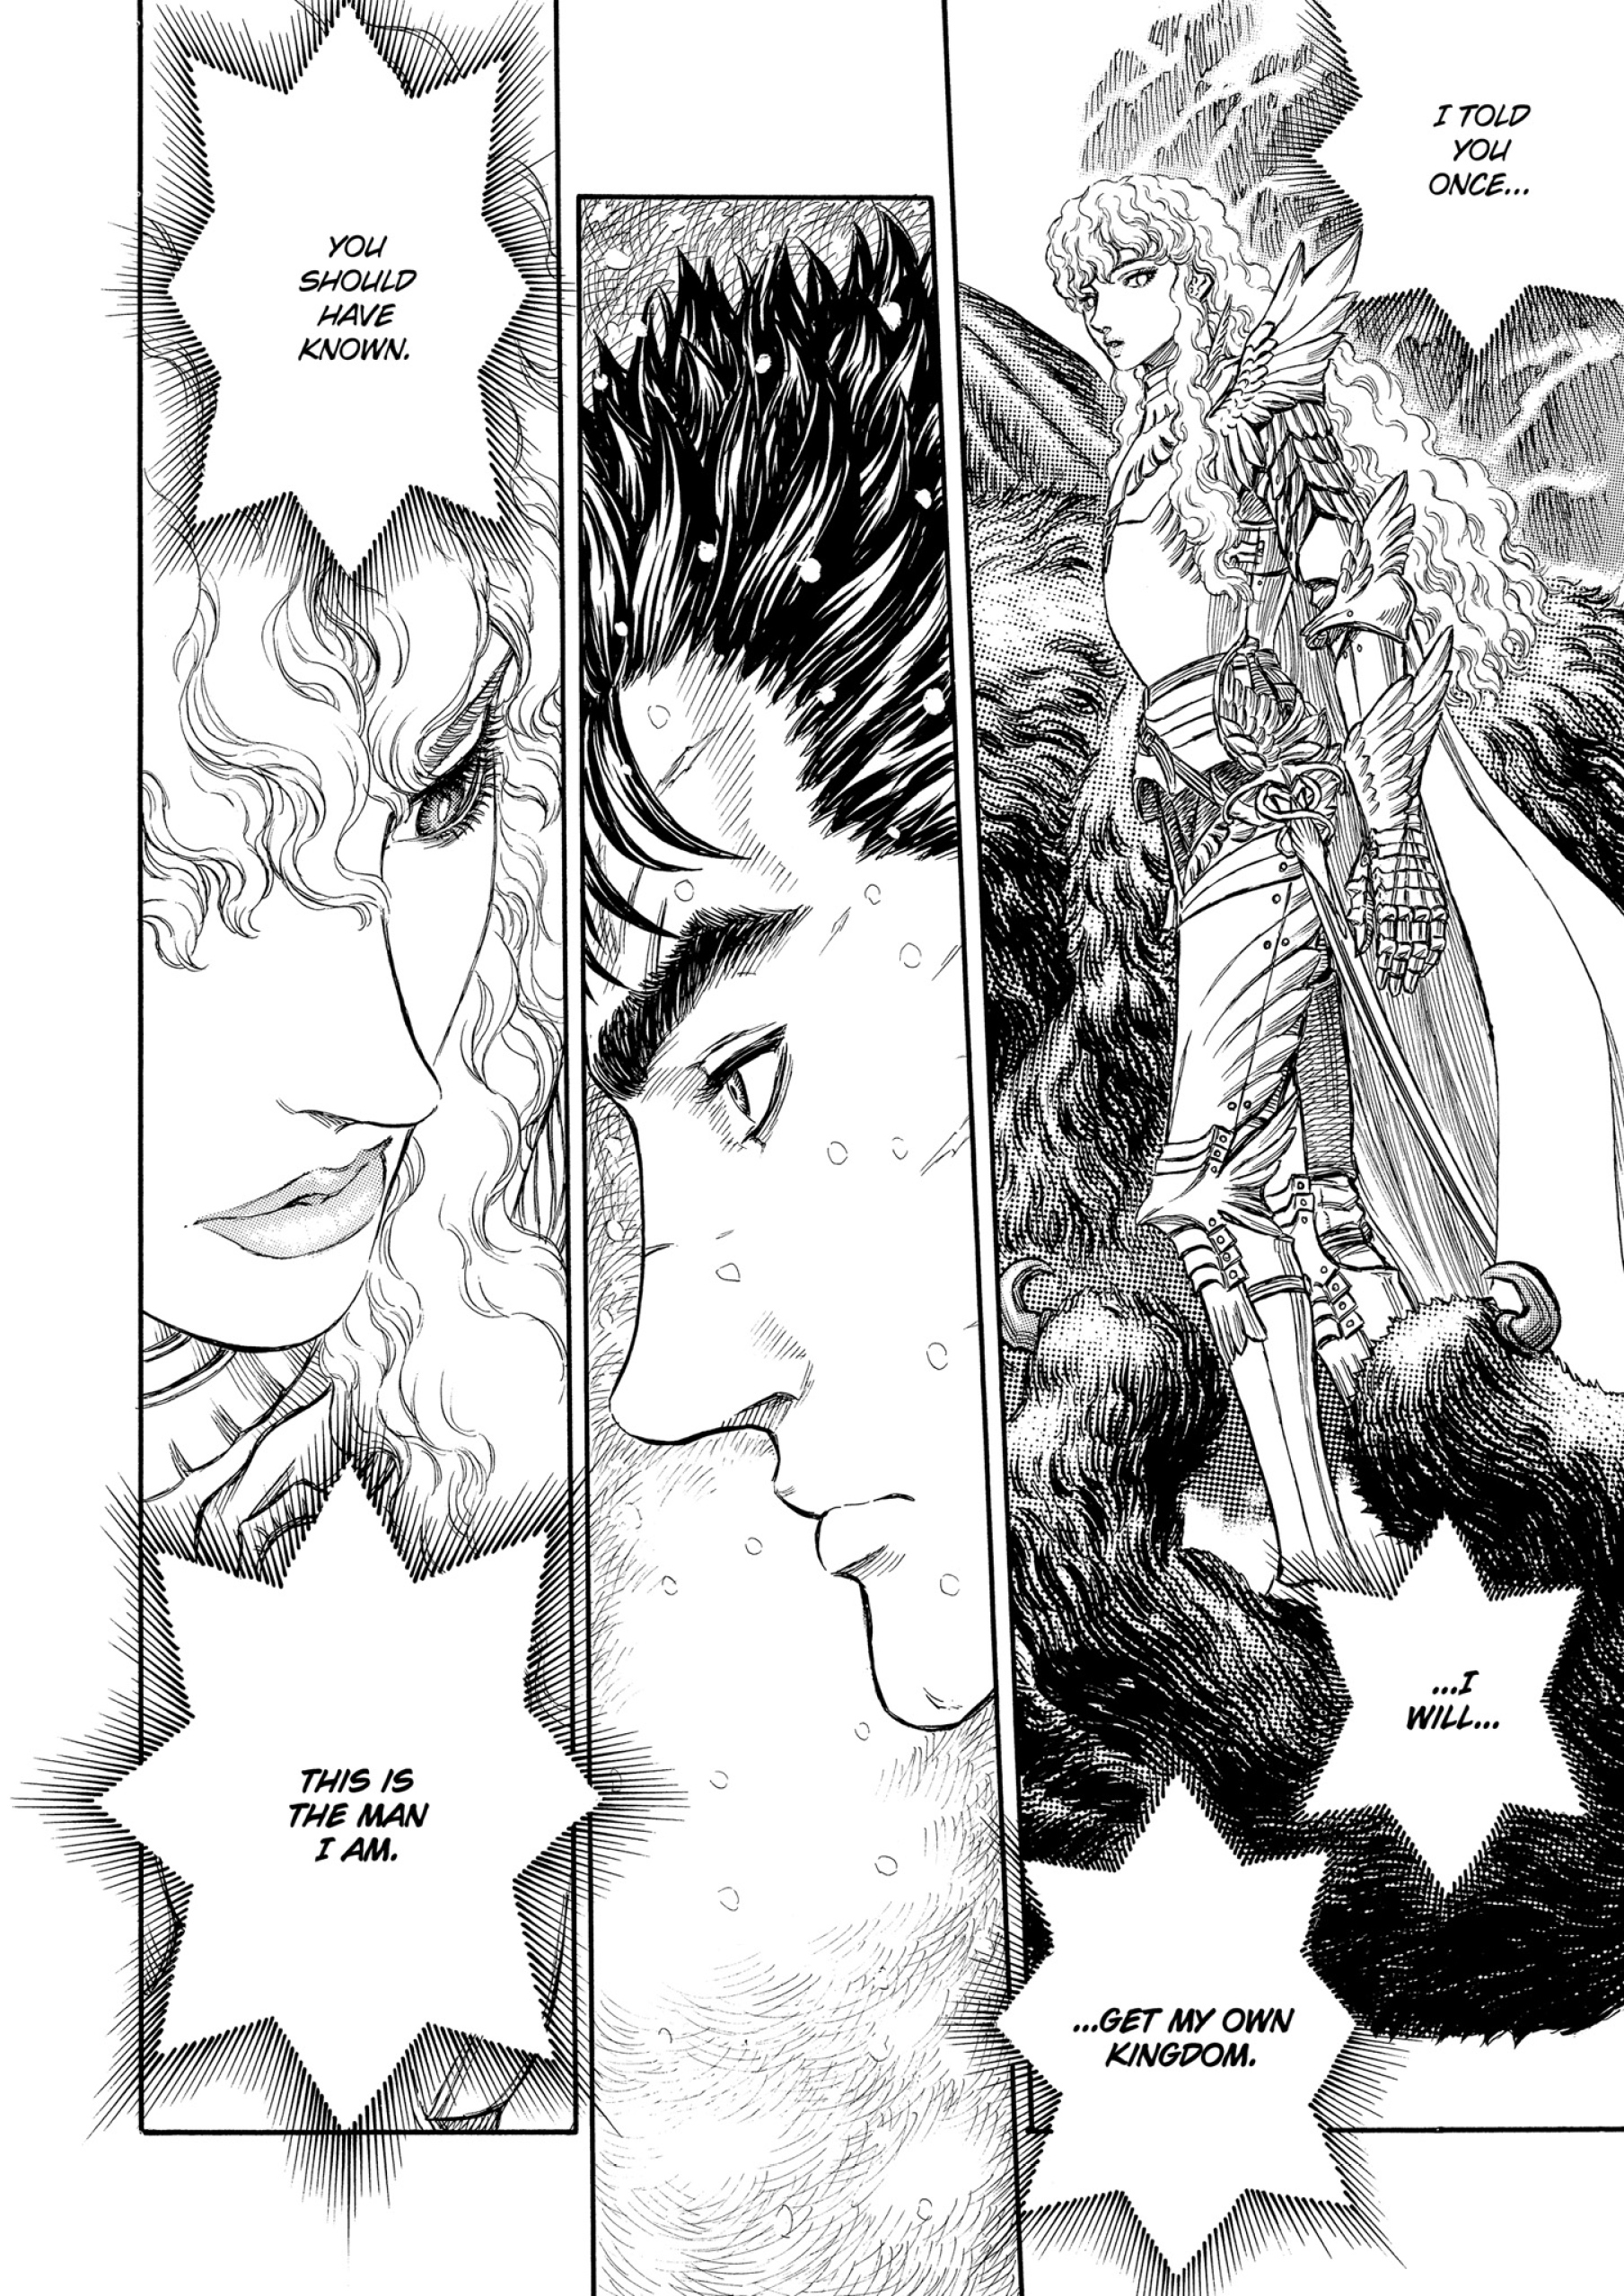 I TOLD
YOU
ONCE...
...I
WILL...
...GET MY OWN
KINGDOM.
YOU
SHOULD
HAVE
KNOWN.
THIS IS
THE MAN
I AM.